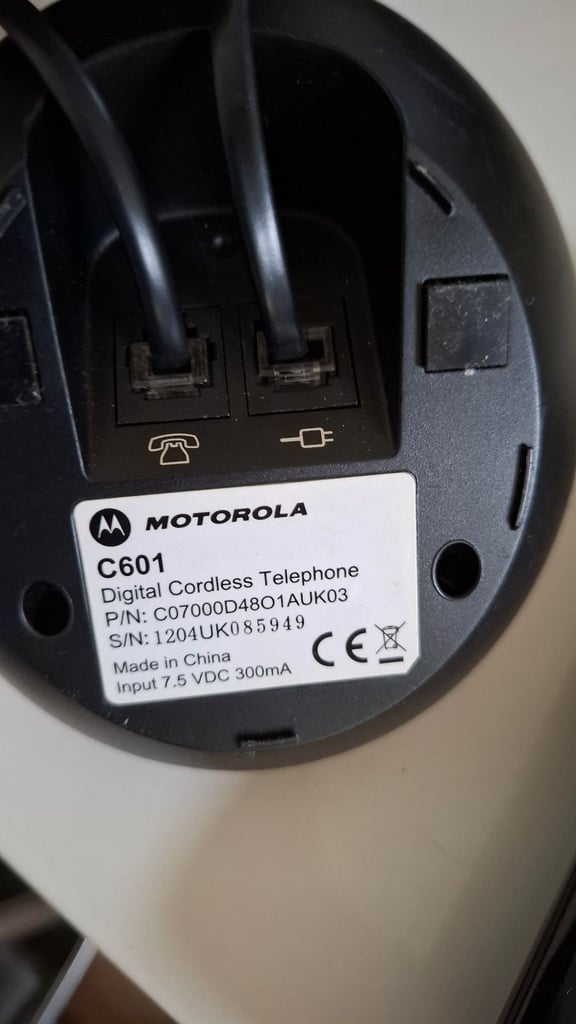 MOTOROLA
C601
Digital Cordless Telephone
P/N: C07000D48O1AUK03
S/N: 1204UK085949
Made in China
Input 7.5 VDC 300mA
CE